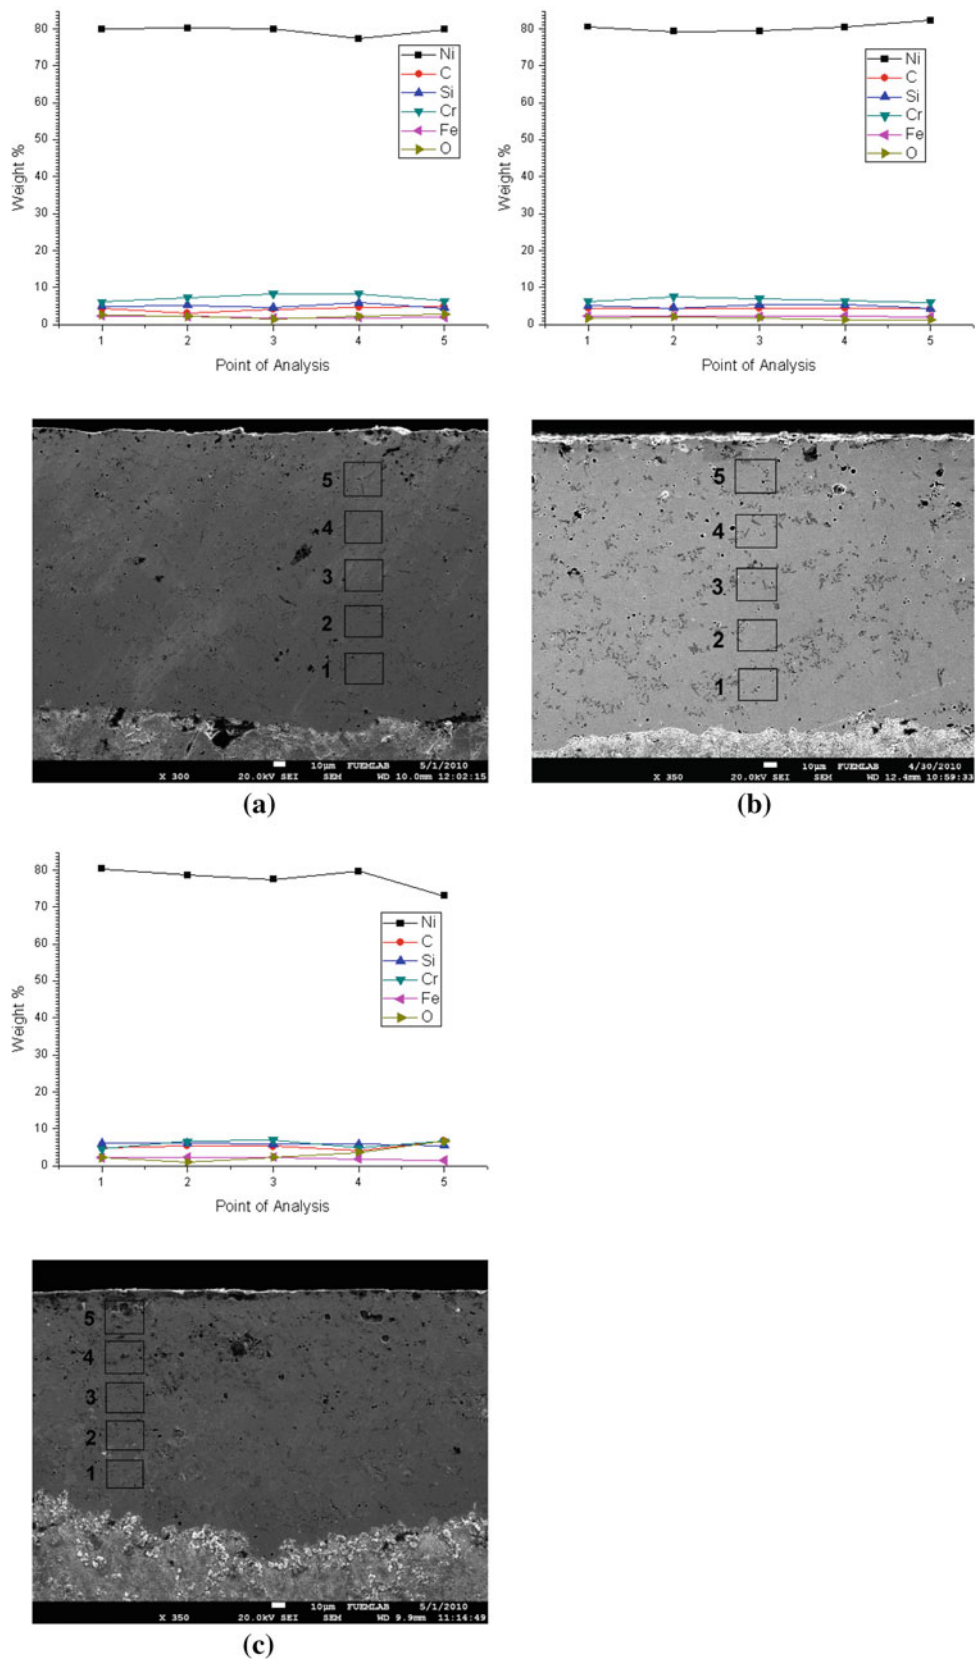 80
70
60
50
40
30
20
10
0
Weight %
Ni
C
Si
Cr
Fe
O
1 2 3 4 5
Point of Analysis
80
70
60
50
40
30
20
10
0
Weight %
Ni
C
Si
Cr
Fe
O
1 2 3 4 5
Point of Analysis
5
4
3
2
1
10µm FUEMLAB 5/1/2010
X 300 20.0kV SEI SEM WD 10.0mm 12:02:15
(a)
5
4
3
2
1
10µm FUEMLAB 4/30/2010
X 350 20.0kV SEI SEM WD 12.4mm 10:59:33
(b)
80
70
60
50
40
30
20
10
0
Weight %
Ni
C
Si
Cr
Fe
O
1 2 3 4 5
Point of Analysis
5
4
3
2
1
10µm FUEMLAB 5/1/2010
X 350 20.0kV SEI SEM WD 9.9mm 11:14:49
(c)